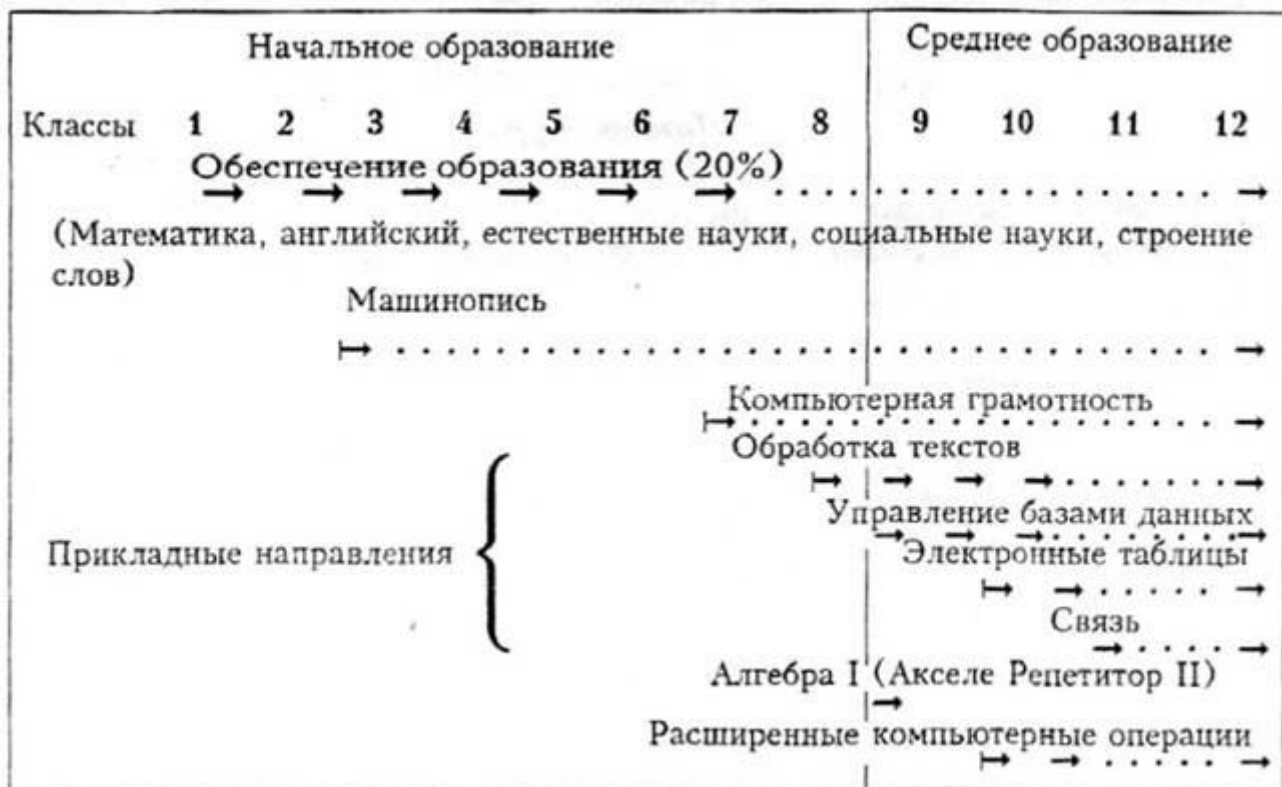 Начальное образование
Среднее образование
Классы 1 2 3 4 5 6 7 8 9 10 11 12
Обеспечение образования (20%)
(Математика, английский, естественные науки, социальные науки, строение
слов)
Машинопись
Компьютерная грамотность
Обработка текстов
Управление базами данных
Прикладные направления
Электронные таблицы
Связь
Алгебра I (Акселе Репетитор II)
Расширенные компьютерные операции